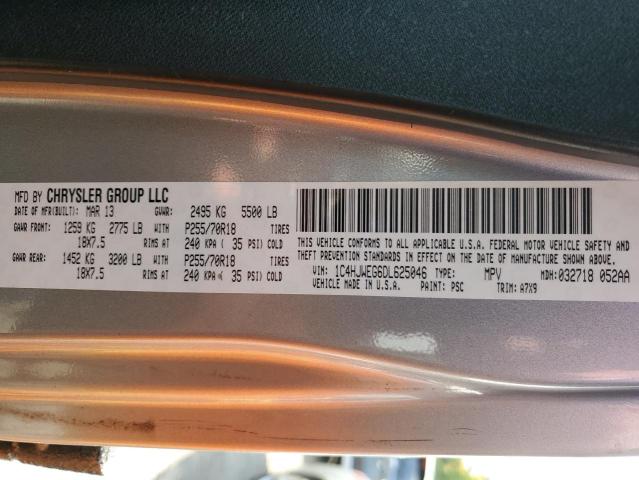 MFD BY CHRYSLER GROUP LLC
DATE OF MFR(BUILT): MAR 13 GVWR: 2495 KG 5500 LB
GAWR FRONT: 1259 KG 2775 LB WITH P255/70R18 TIRES
18X7.5 RIMS AT 240 KPA ( 35 PSI) COLD
GAWR REAR: 1452 KG 3200 LB WITH P255/70R18 TIRES
18X7.5 RIMS AT 240 KPA ( 35 PSI) COLD
THIS VEHICLE CONFORMS TO ALL APPLICABLE U.S.A. FEDERAL MOTOR VEHICLE SAFETY AND
THEFT PREVENTION STANDARDS IN EFFECT ON THE DATE OF MANUFACTURE SHOWN ABOVE.
VIN: 1C4HJWEG6DL625046 TYPE: MPV MDH:032718 052AA
VEHICLE MADE IN U.S.A. PAINT: PSC TRIM: A7X9